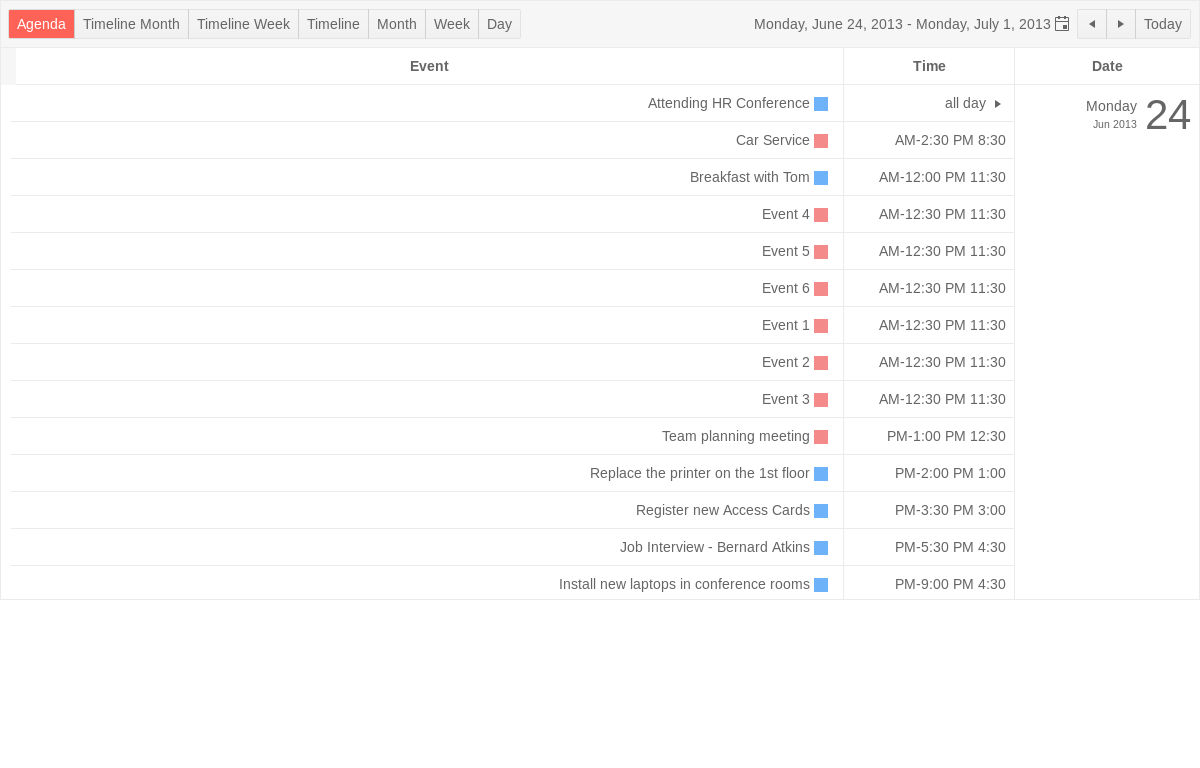 Agenda Timeline Month Timeline Week Timeline Month Week Day Monday, June 24, 2013 - Monday, July 1, 2013 Today
Event Time Date
Attending HR Conference all day Monday 24
Jun 2013
Car Service AM-2:30 PM 8:30
Breakfast with Tom AM-12:00 PM 11:30
Event 4 AM-12:30 PM 11:30
Event 5 AM-12:30 PM 11:30
Event 6 AM-12:30 PM 11:30
Event 1 AM-12:30 PM 11:30
Event 2 AM-12:30 PM 11:30
Event 3 AM-12:30 PM 11:30
Team planning meeting PM-1:00 PM 12:30
Replace the printer on the 1st floor PM-2:00 PM 1:00
Register new Access Cards PM-3:30 PM 3:00
Job Interview - Bernard Atkins PM-5:30 PM 4:30
Install new laptops in conference rooms PM-9:00 PM 4:30